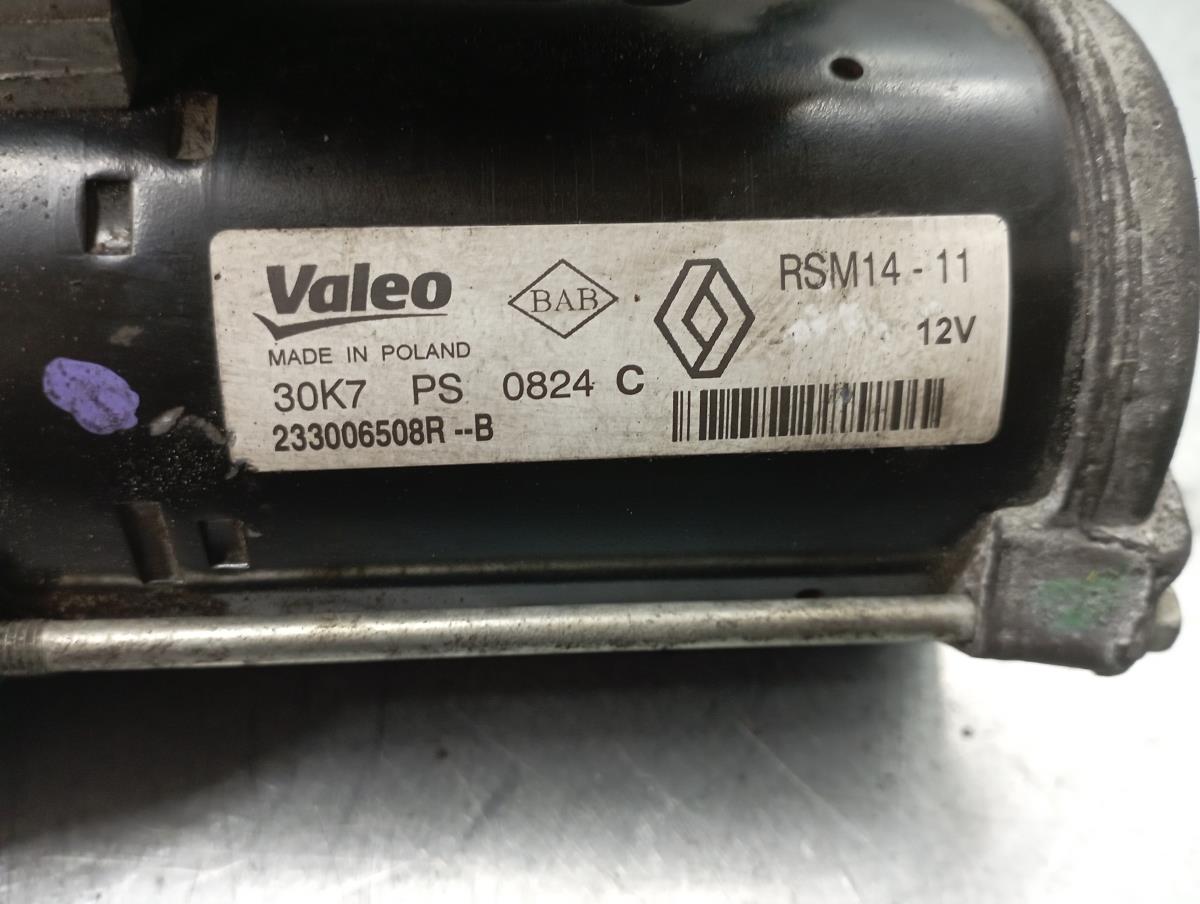 Valeo
BAB
RSM14 - 11
12V
MADE IN POLAND
30K7 PS 0824 C
233006508R --B